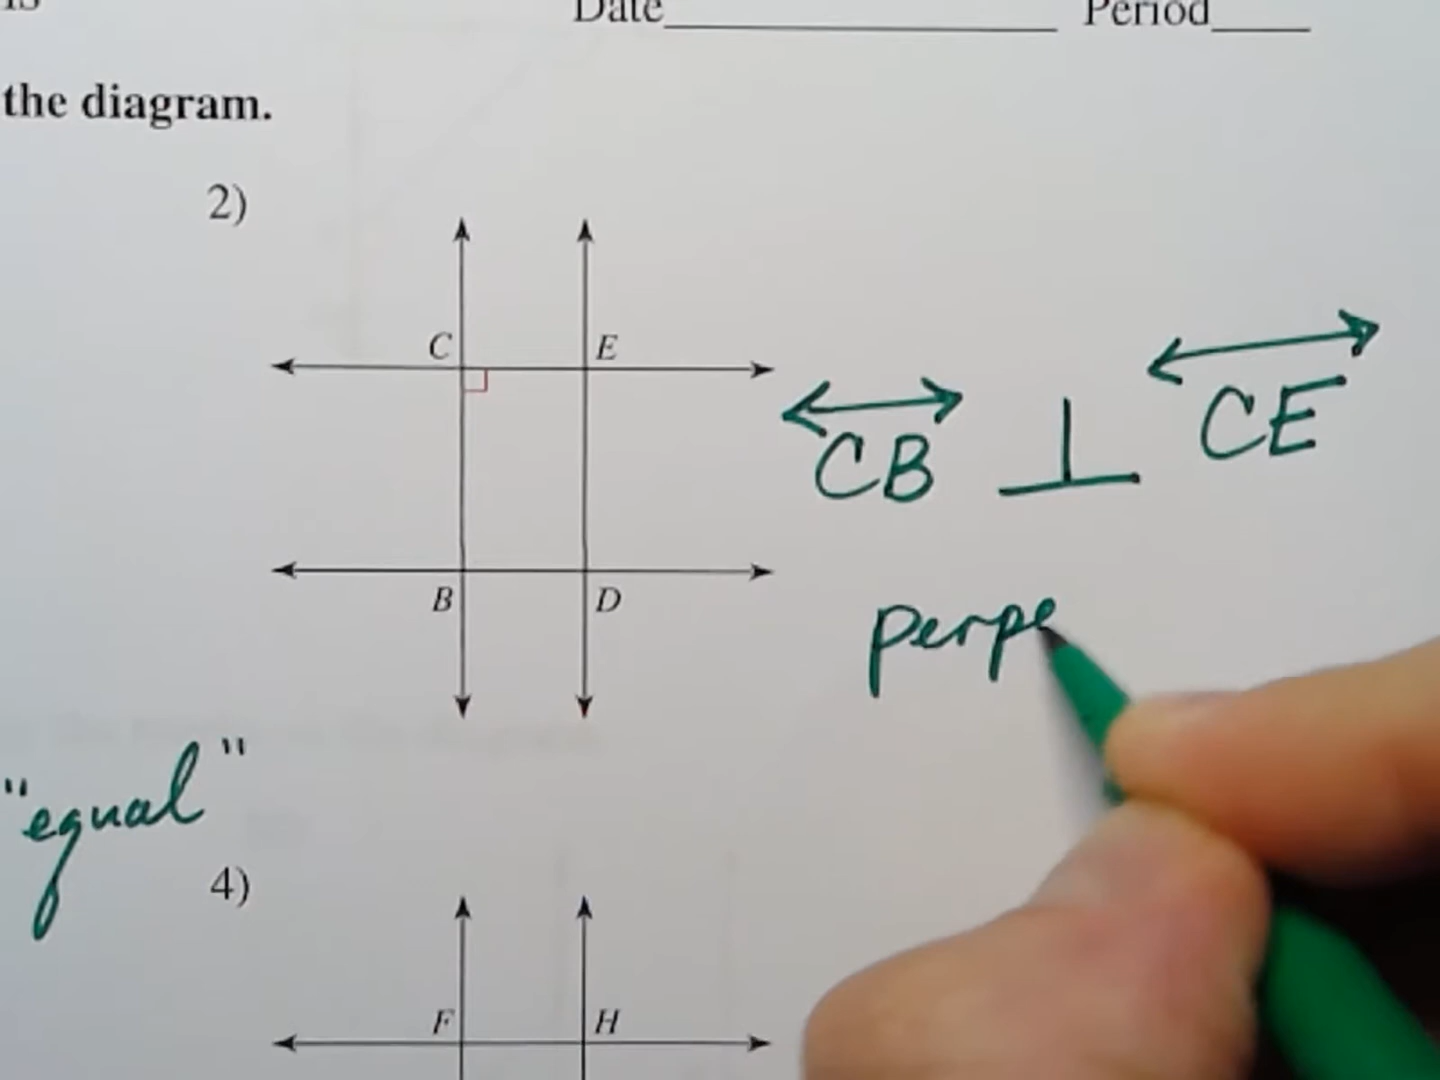 Date Period
the diagram.
2)
C E
CB ⊥ CE
B D
perpe
"equal"
4)
F H